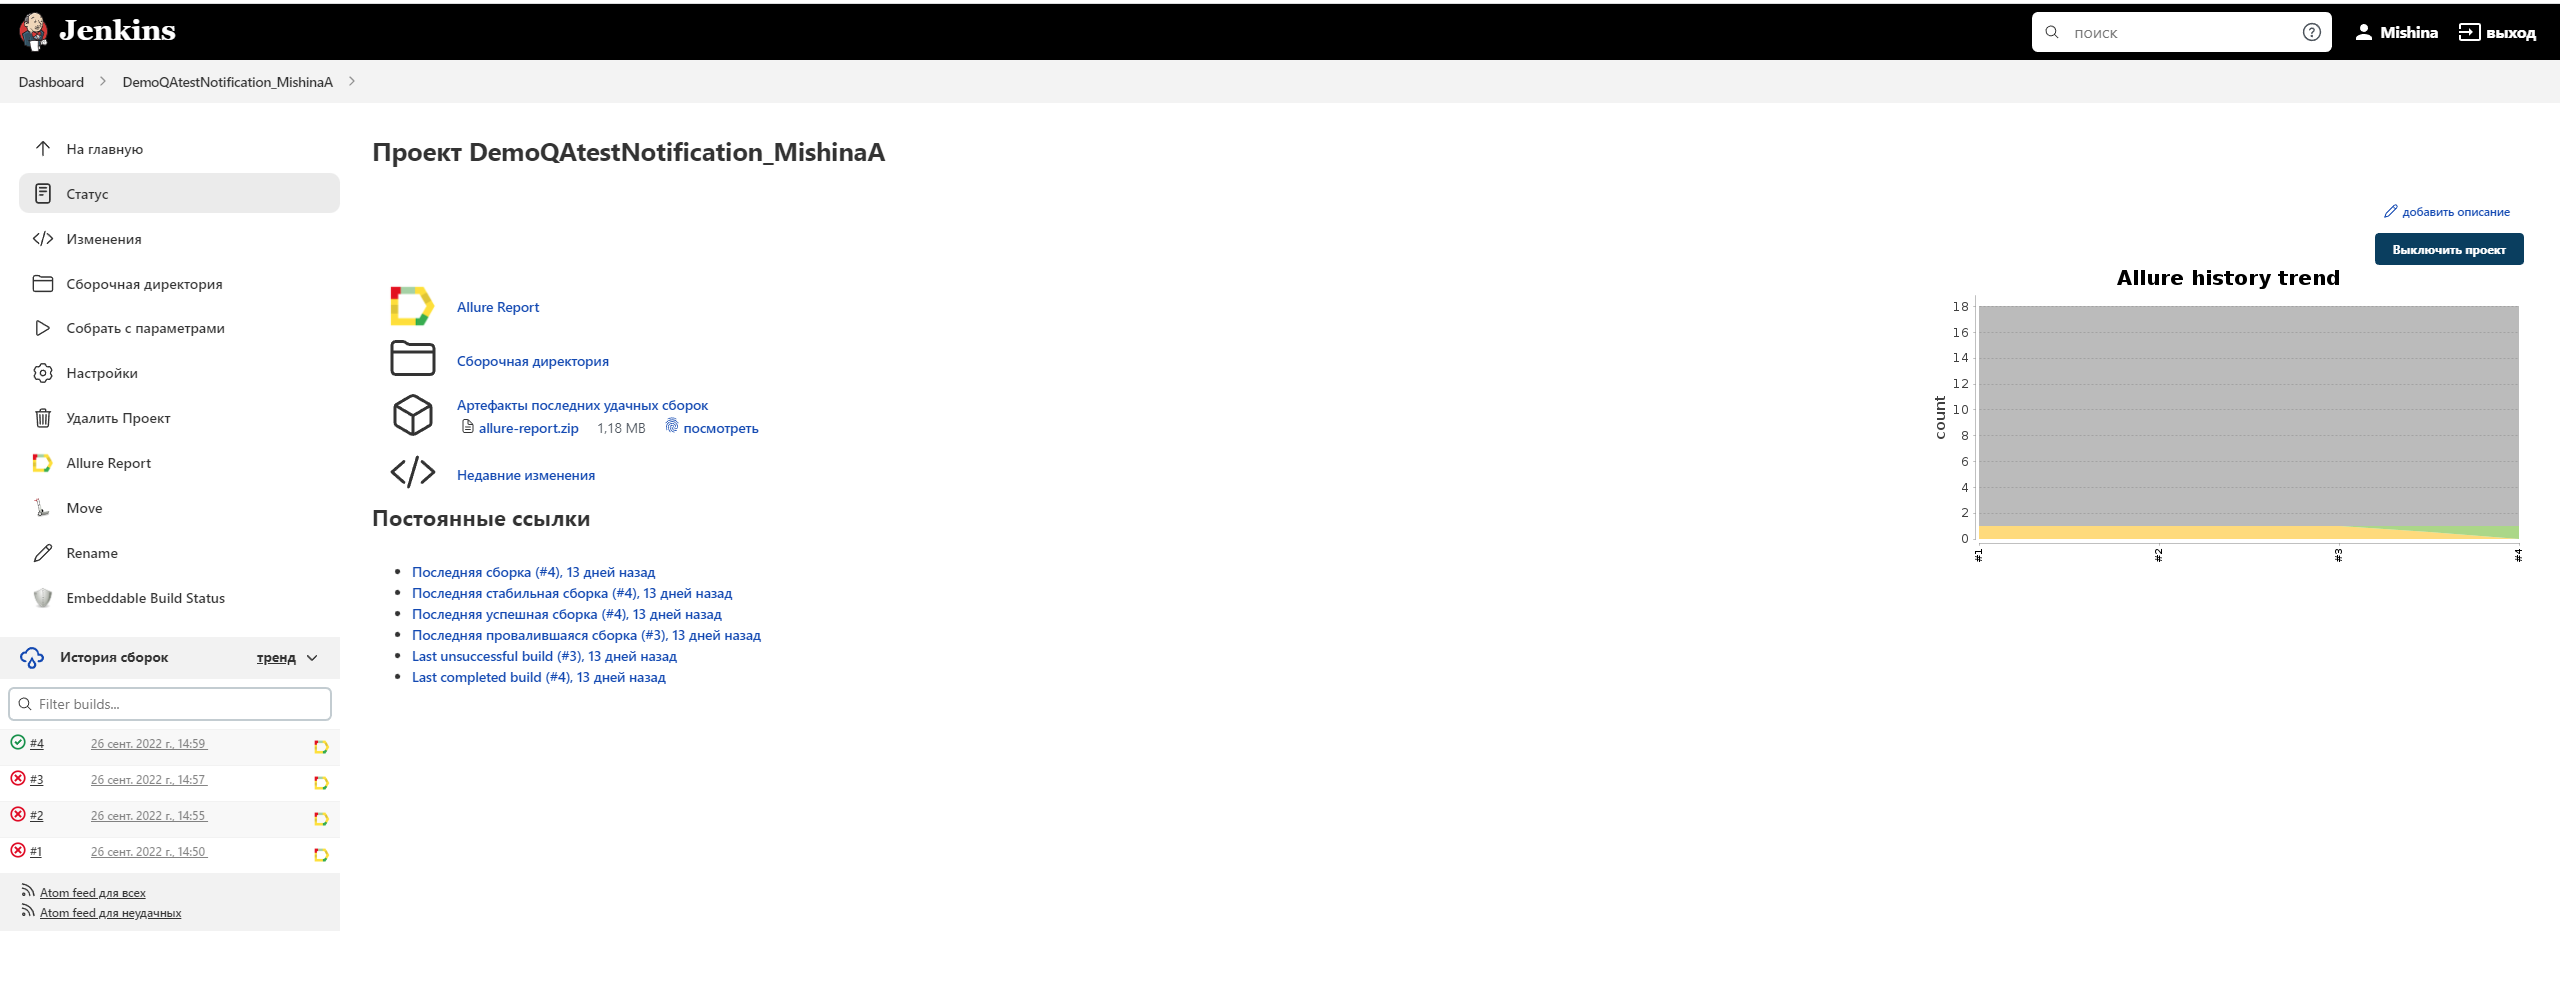 Jenkins
поиск
Mishina
выход
Dashboard
DemoQAtestNotification_MishinaA
На главную
Статус
Изменения
Сборочная директория
Собрать с параметрами
Настройки
Удалить Проект
Allure Report
Move
Rename
Embeddable Build Status
История сборок
тренд
Filter builds...
#4 26 сент. 2022 г., 14:59
#3 26 сент. 2022 г., 14:57
#2 26 сент. 2022 г., 14:55
#1 26 сент. 2022 г., 14:50
Atom feed для всех
Atom feed для неудачных
Проект DemoQAtestNotification_MishinaA
добавить описание
Выключить проект
Allure Report
Сборочная директория
Артефакты последних удачных сборок
allure-report.zip 1,18 MB посмотреть
Недавние изменения
Постоянные ссылки
Последняя сборка (#4), 13 дней назад
Последняя стабильная сборка (#4), 13 дней назад
Последняя успешная сборка (#4), 13 дней назад
Последняя провалившаяся сборка (#3), 13 дней назад
Last unsuccessful build (#3), 13 дней назад
Last completed build (#4), 13 дней назад
Allure history trend
count
18
16
14
12
10
8
6
4
2
0
#1
#2
#3
#4